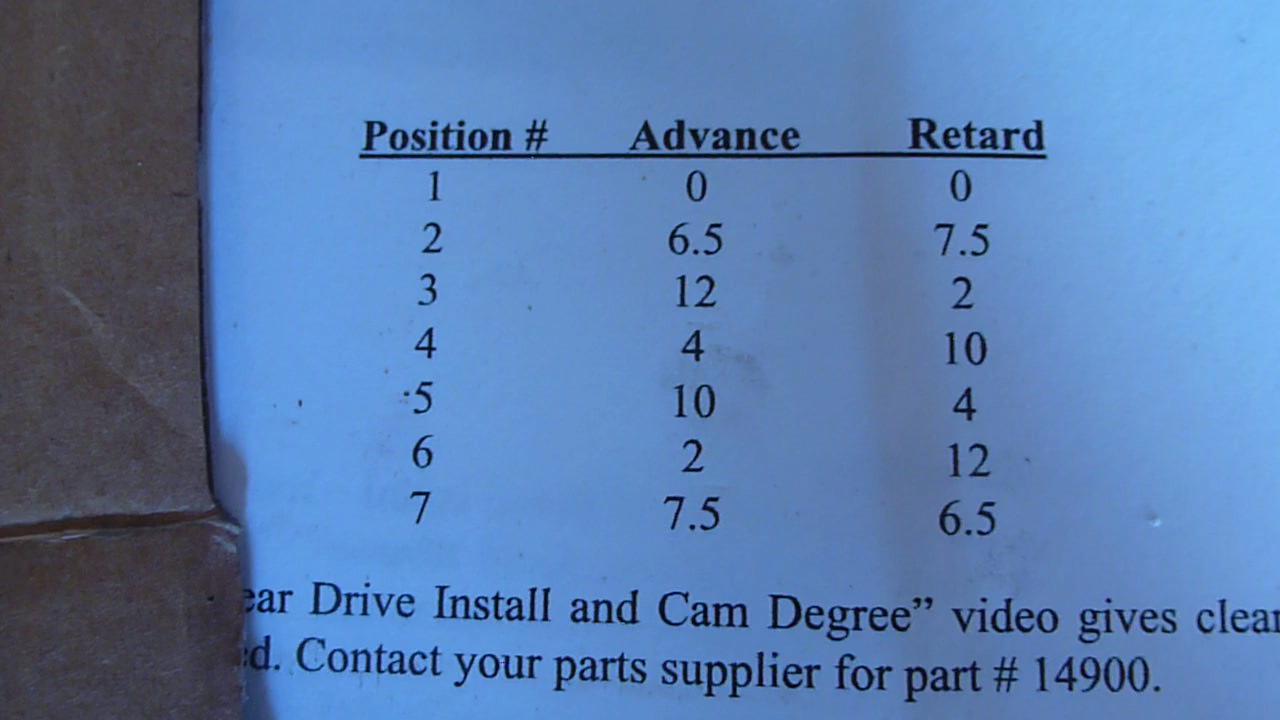 Position # Advance Retard
1 0 0
2 6.5 7.5
3 12 2
4 4 10
5 10 4
6 2 12
7 7.5 6.5
Drive Install and Cam Degree” video gives
Contact your parts supplier for part # 14900.